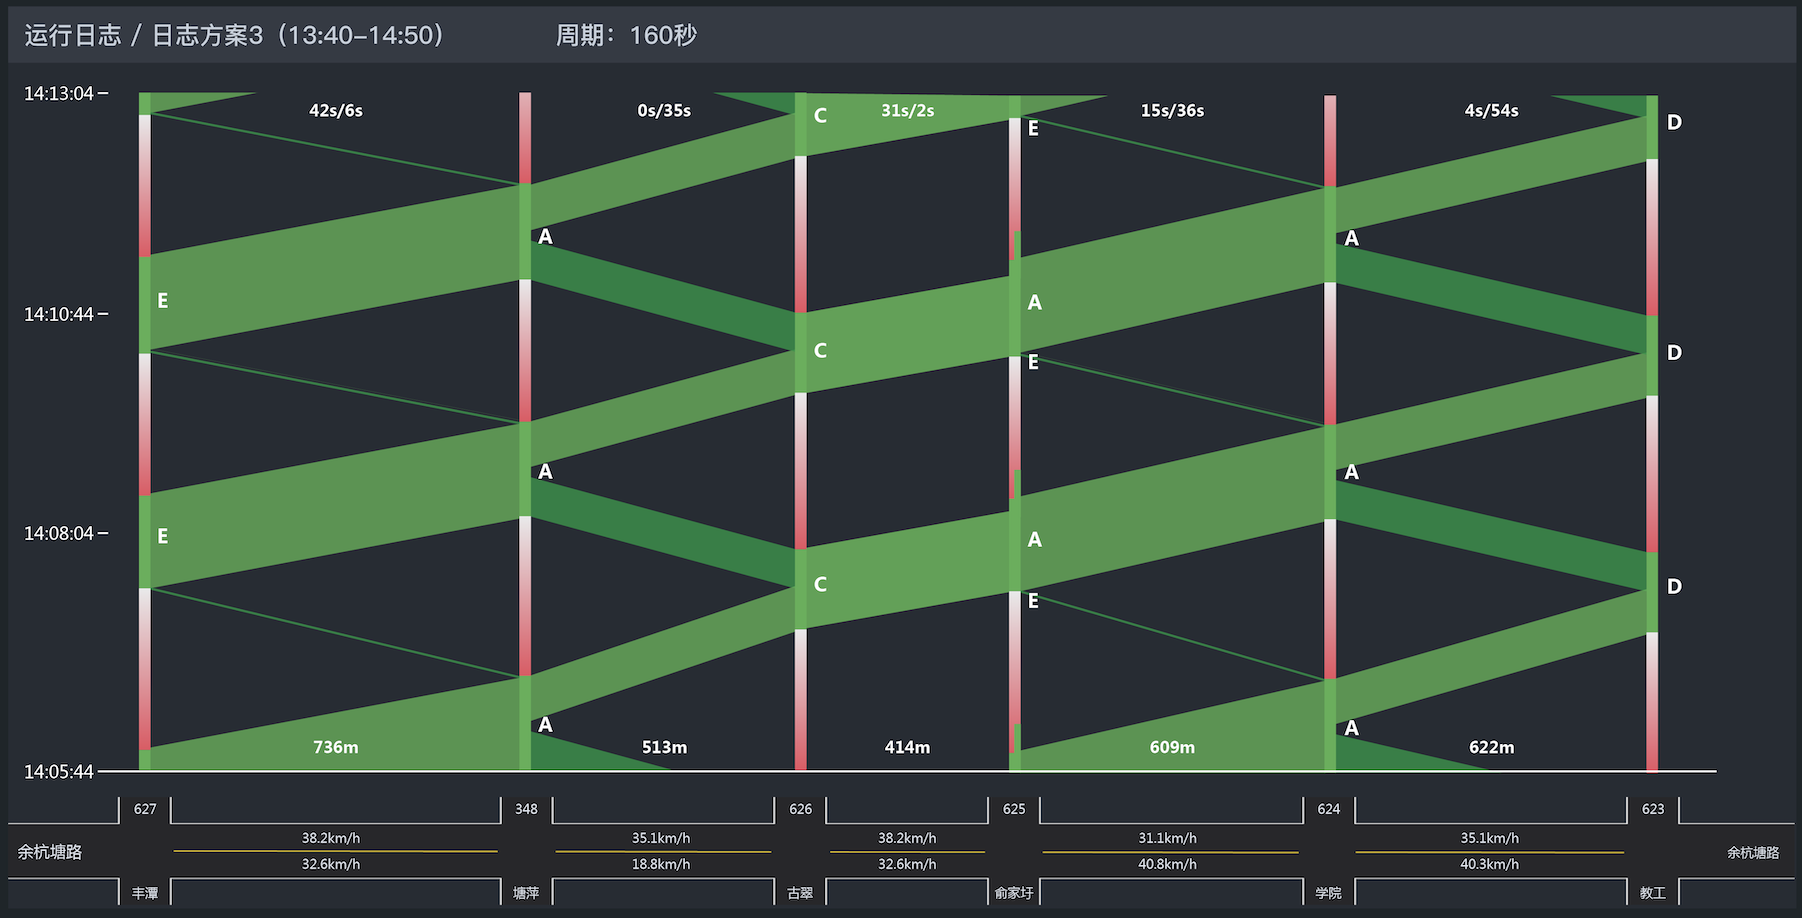 运行日志 / 日志方案3（13:40-14:50） 周期：160秒
14:13:04
42s/6s 0s/35s C 31s/2s E 15s/36s 4s/54s D
A A
E 14:10:44 C A D
E
A A
14:08:04 E A
C E D
A A
736m 513m 414m 609m 622m
14:05:44
627 348 626 625 624 623
38.2km/h 35.1km/h 38.2km/h 31.1km/h 35.1km/h
余杭塘路 余杭塘路
32.6km/h 18.8km/h 32.6km/h 40.8km/h 40.3km/h
丰潭 塘萍 古翠 俞家圩 学院 教工